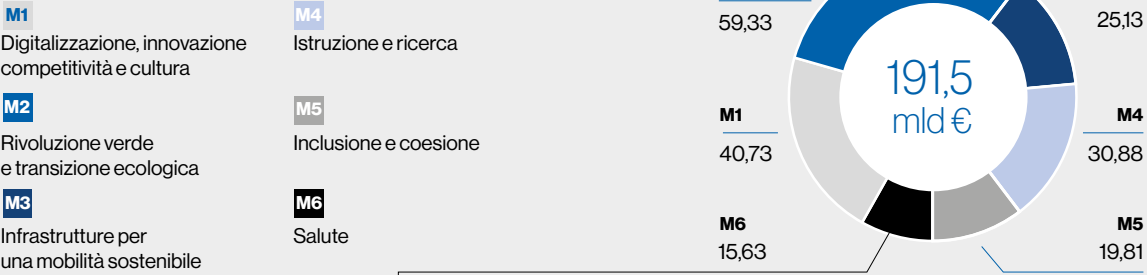 M1
Digitalizzazione, innovazione
competitività e cultura
M2
Rivoluzione verde
e transizione ecologica
M3
Infrastrutture per
una mobilità sostenibile
M4
Istruzione e ricerca
M5
Inclusione e coesione
M6
Salute
59,33
M1
40,73
M6
15,63
191,5
mld €
25,13
M4
30,88
M5
19,81